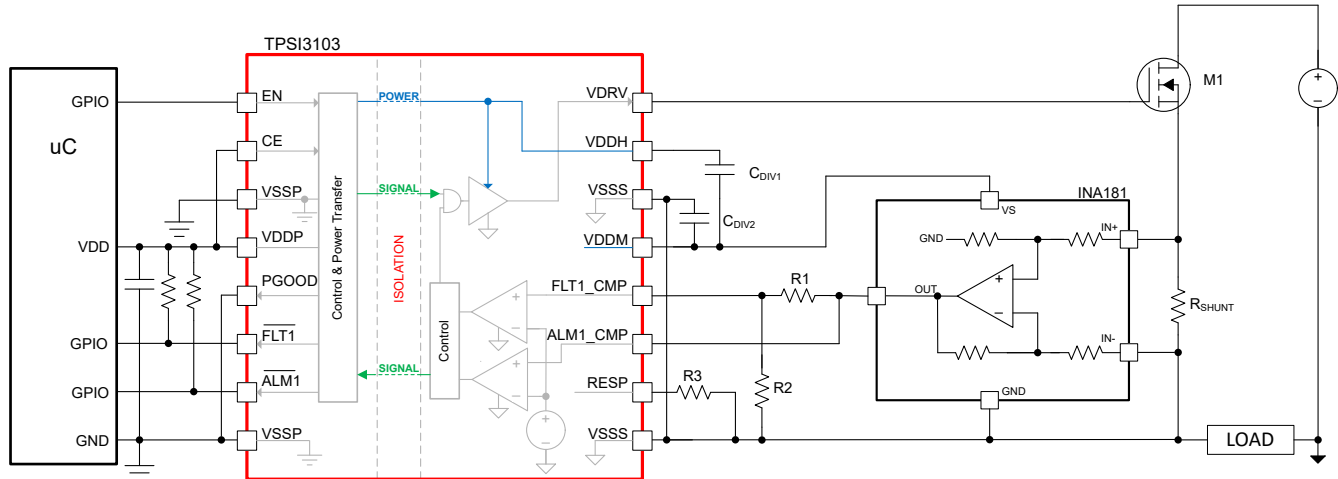 TPSI3103
uC
GPIO
VDD
GPIO
GPIO
GND
EN
CE
VSSP
VDDP
PGOOD
FLT1
ALM1
VSSP
Control & Power Transfer
POWER
SIGNAL
ISOLATION
SIGNAL
Control
VDRV
VDDH
VSSS
VDDM
FLT1_CMP
ALM1_CMP
RESP
VSSS
CDIV1
CDIV2
R1
R2
R3
INA181
VS
GND
IN+
OUT
IN-
GND
M1
RSHUNT
LOAD